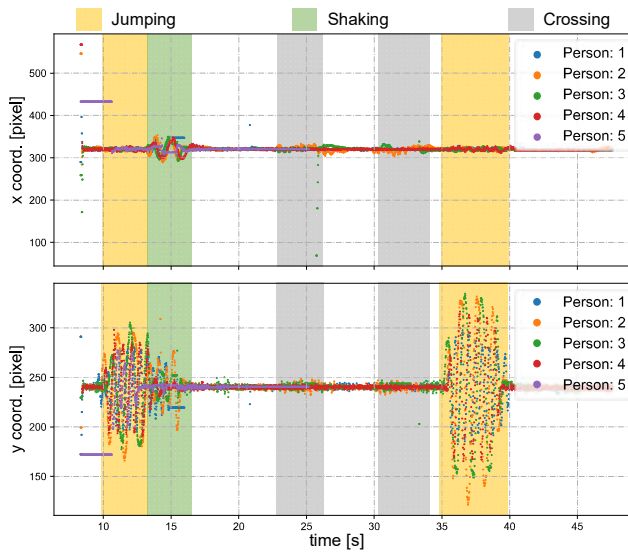 Jumping Shaking Crossing
500
400
300
200
100
x coord. [pixel]
Person: 1
Person: 2
Person: 3
Person: 4
Person: 5
300
250
200
150
y coord. [pixel]
Person: 1
Person: 2
Person: 3
Person: 4
Person: 5
10 15 20 25 30 35 40 45
time [s]